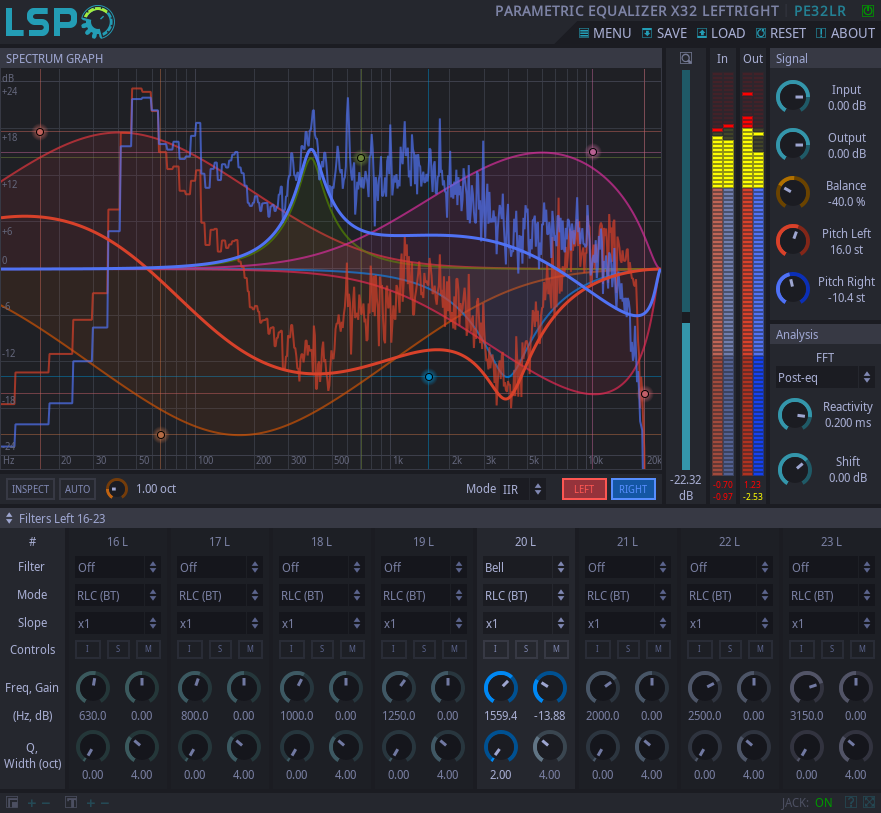 LSP
PARAMETRIC EQUALIZER X32 LEFTRIGHT PE32LR
MENU SAVE LOAD RESET ABOUT
SPECTRUM GRAPH
In Out
Signal
dB
+24
+18
+12
+6
0
-6
-12
-18
-24
Hz 20 30 50 100 200 300 500 1k 2k 3k 5k 10k 20k
Input
0.00 dB
Output
0.00 dB
Balance
-40.0 %
Pitch Left
16.0 st
Pitch Right
-10.4 st
Analysis
FFT
Post-eq
Reactivity
0.200 ms
Shift
0.00 dB
-22.32
dB
-0.70 1.23
-0.97 -2.53
INSPECT AUTO 1.00 oct Mode IIR LEFT RIGHT
Filters Left 16-23
# 16 L 17 L 18 L 19 L 20 L 21 L 22 L 23 L
Filter Off Off Off Off Bell Off Off Off
Mode RLC (BT) RLC (BT) RLC (BT) RLC (BT) RLC (BT) RLC (BT) RLC (BT) RLC (BT)
Slope x1 x1 x1 x1 x1 x1 x1 x1
Controls I S M I S M I S M I S M I S M I S M I S M I S M
Freq, Gain
(Hz, dB) 630.0 0.00 800.0 0.00 1000.0 0.00 1250.0 0.00 1559.4 -13.88 2000.0 0.00 2500.0 0.00 3150.0 0.00
Q,
Width (oct)
0.00 4.00 0.00 4.00 0.00 4.00 0.00 4.00 2.00 4.00 0.00 4.00 0.00 4.00 0.00 4.00
+ − T + − JACK: ON ?